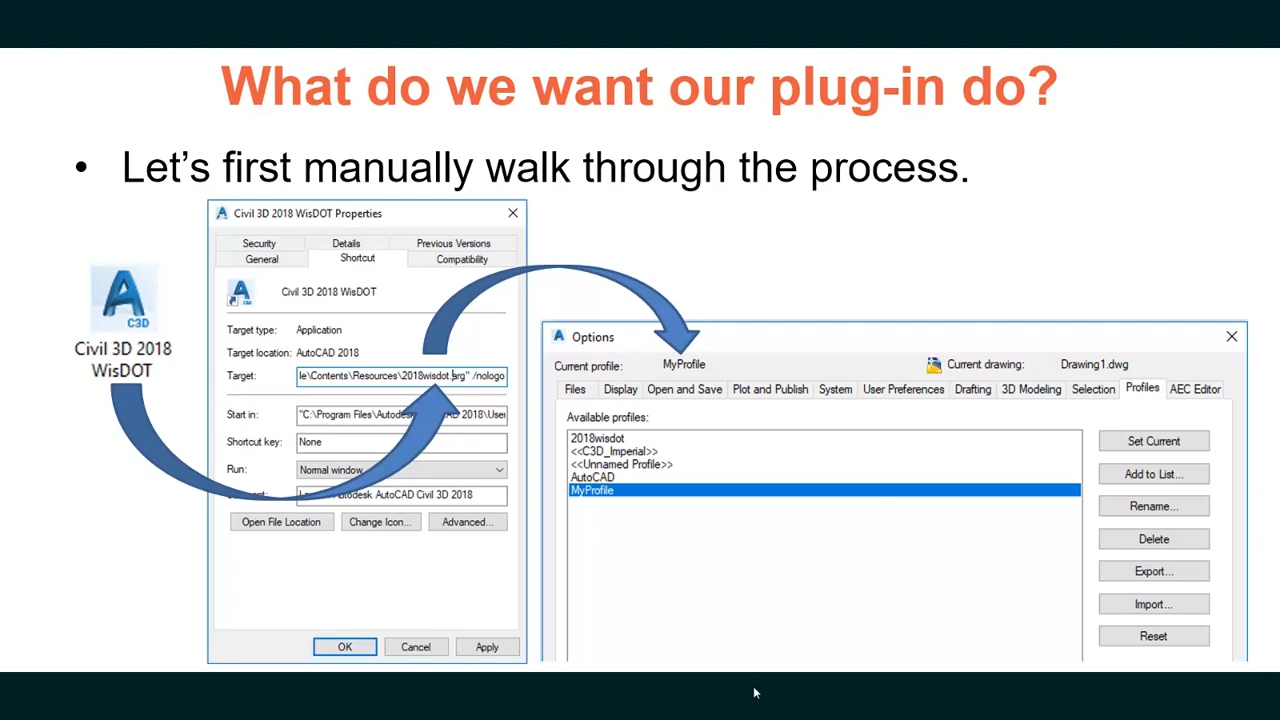 What do we want our plug-in do?
• Let's first manually walk through the process.
C3D
Civil 3D 2018
WisDOT
Civil 3D 2018 WisDOT Properties
Security Details Previous Versions
General Shortcut Compatibility
Civil 3D 2018 WisDOT
Target type: Application
Target location: AutoCAD 2018
Target: le\Contents\Resources\2018wisdot.arg" /nologo
Start in: "C:\Program Files\Autodesk 2018\User
Shortcut key: None
Run: Normal window
AutoCAD Civil 3D 2018
Open File Location Change Icon... Advanced...
OK Cancel Apply
Options
Current profile: MyProfile Current drawing: Drawing1.dwg
Files Display Open and Save Plot and Publish System User Preferences Drafting 3D Modeling Selection Profiles AEC Editor
Available profiles:
2018wisdot
<<C3D_Imperial>>
<<Unnamed Profile>>
AutoCAD
MyProfile
Set Current
Add to List...
Rename...
Delete
Export...
Import...
Reset